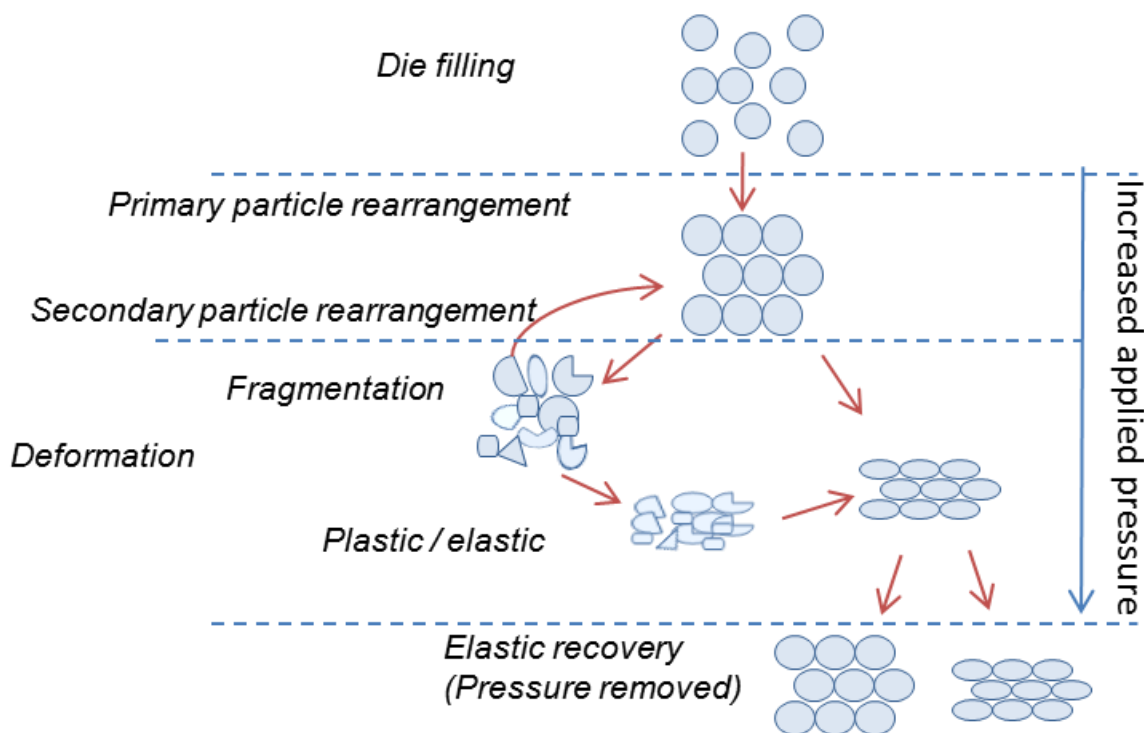 Die filling
Primary particle rearrangement
Secondary particle rearrangement
Fragmentation
Deformation
Plastic / elastic
Elastic recovery
(Pressure removed)
Increased applied pressure